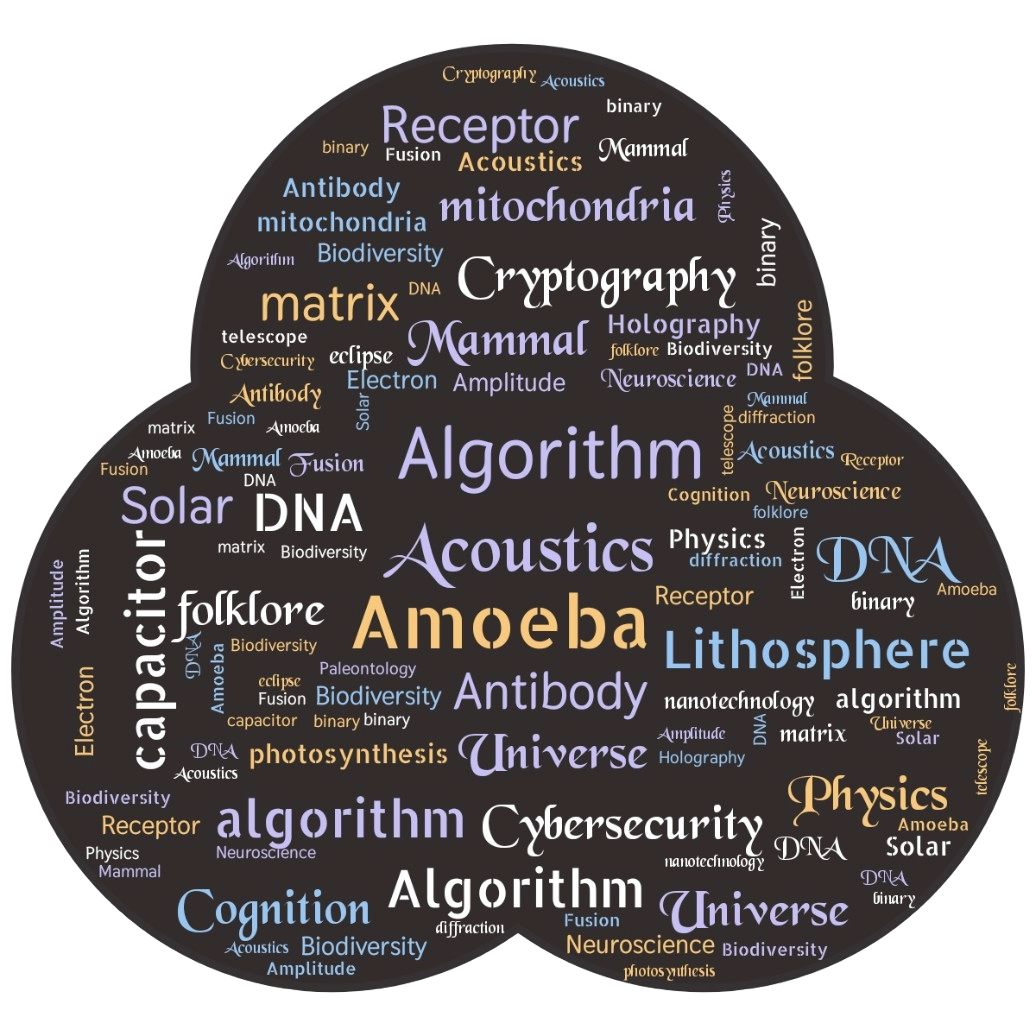 Cryptography
Acoustics
binary
Receptor
binary
Fusion
Acoustics
Mammal
Antibody
mitochondria
mitochondria
Physics
Algorithm
Biodiversity
Cryptography
binary
matrix
DNA
telescope
Mammal
Holography
folklore
Cybersecurity
eclipse
folklore
Biodiversity
Electron
Amplitude
Neuroscience
DNA
Antibody
Solar
Mammal
diffraction
telescope
matrix
Fusion
Amoeba
Algorithm
Amoeba
Fusion
Mammal
Fusion
DNA
Acoustics
Receptor
Solar
DNA
Cognition
Neuroscience
folklore
matrix
Biodiversity
Acoustics
Physics
diffraction
Electron
DNA
Amoeba
Amplitude
Algorithm
capacitor
folklore
Amoeba
Receptor
binary
DNA
Amoeba
Biodiversity
Lithosphere
Electron
Paleontology
eclipse
Fusion
Biodiversity
Antibody
nanotechnology
algorithm
folklore
capacitor
binary
binary
Amplitude
DNA
matrix
Universe
Solar
DNA
Acoustics
photosynthesis
Universe
Holography
telescope
Biodiversity
Receptor
algorithm
Cybersecurity
Physics
Amoeba
Physics
Mammal
Neuroscience
nanotechnology
DNA
Solar
Algorithm
DNA
binary
Cognition
diffraction
Fusion
Universe
Acoustics
Biodiversity
Neuroscience
Biodiversity
Amplitude
photosynthesis